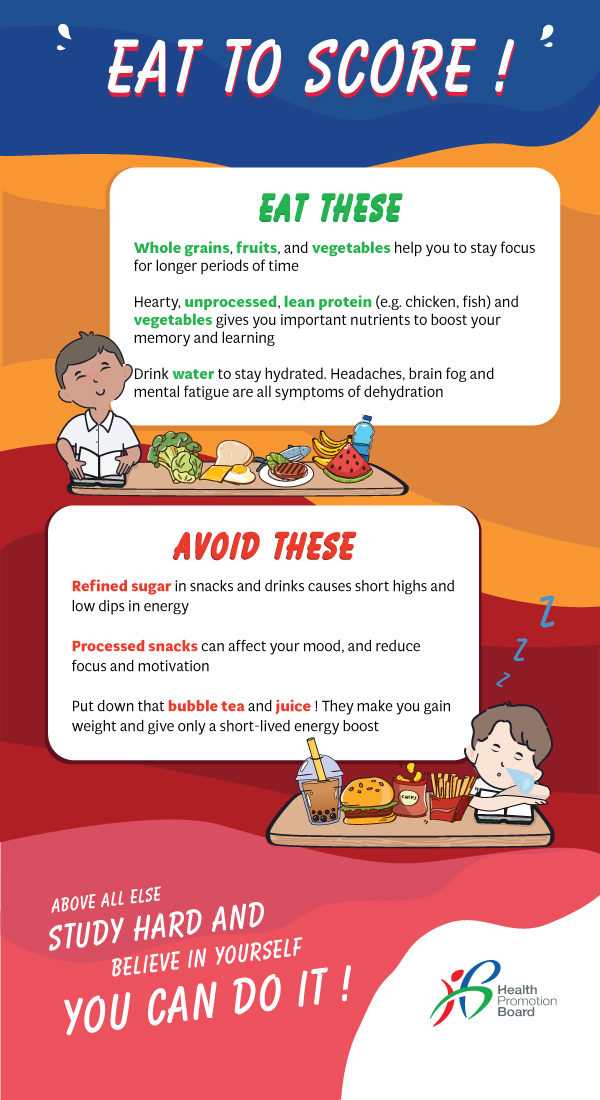 EAT TO SCORE !
EAT THESE
Whole grains, fruits, and vegetables help you to stay focus
for longer periods of time
Hearty, unprocessed, lean protein (e.g. chicken, fish) and
vegetables gives you important nutrients to boost your
memory and learning
Drink water to stay hydrated. Headaches, brain fog and
mental fatigue are all symptoms of dehydration
AVOID THESE
Refined sugar in snacks and drinks causes short highs and
low dips in energy
Processed snacks can affect your mood, and reduce
focus and motivation
Put down that bubble tea and juice ! They make you gain
weight and give only a short-lived energy boost
Z
Z
Z
CHIPS
ABOVE ALL ELSE
STUDY HARD AND
BELIEVE IN YOURSELF
YOU CAN DO IT !
Health
Promotion
Board